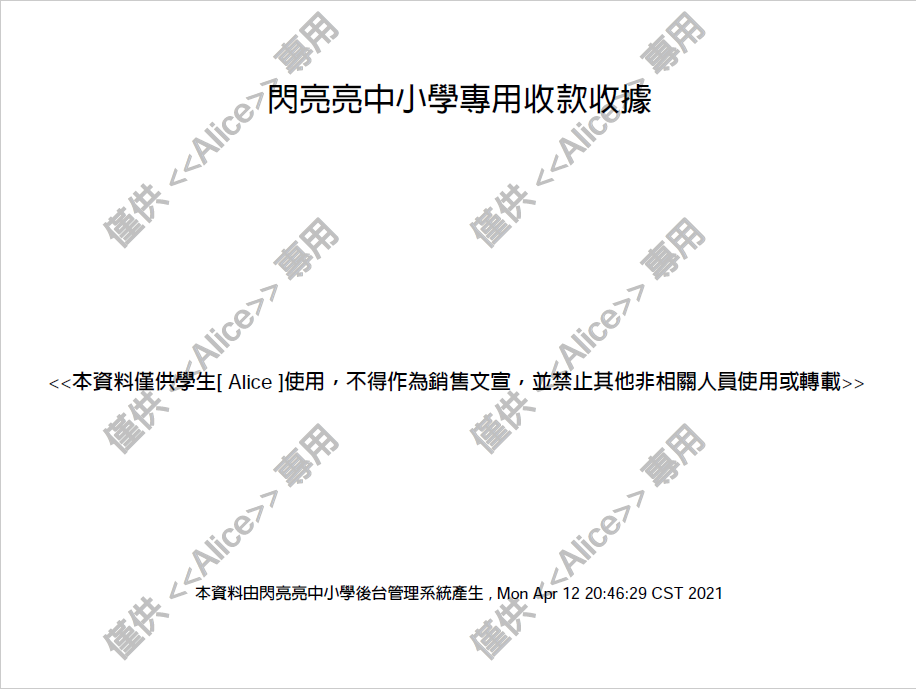 閃亮亮中小學專用收款收據
僅供 <<Alice>> 專用
僅供 <<Alice>> 專用
<<本資料僅供學生[ Alice ]使用，不得作為銷售文宣，並禁止其他非相關人員使用或轉載>>
僅供 <<Alice>> 專用
僅供 <<Alice>> 專用
本資料由閃亮亮中小學後台管理系統產生 , Mon Apr 12 20:46:29 CST 2021
僅供 <<Alice>> 專用
僅供 <<Alice>> 專用